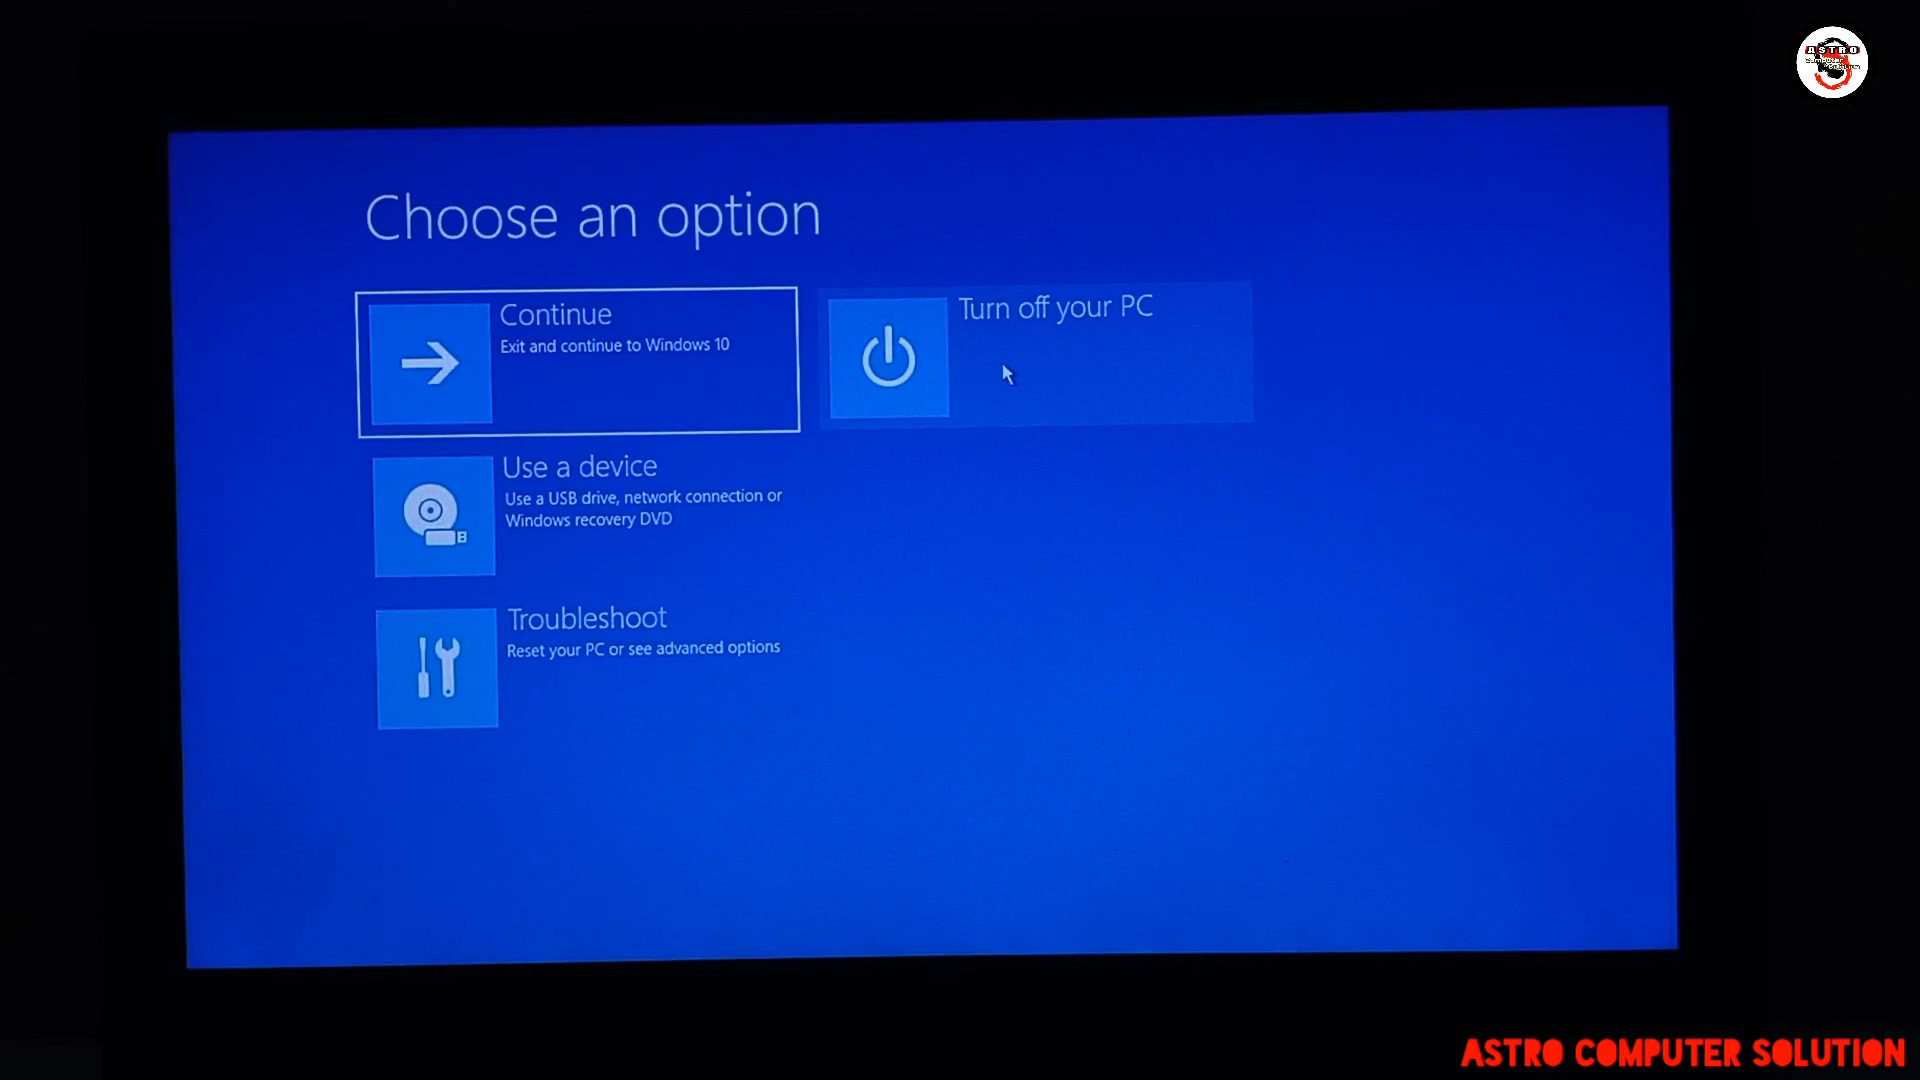 ASTRO
Choose an option
Continue
Exit and continue to Windows 10
Turn off your PC
Use a device
Use a USB drive, network connection or
Windows recovery DVD
Troubleshoot
Reset your PC or see advanced options
ASTRO COMPUTER SOLUTION